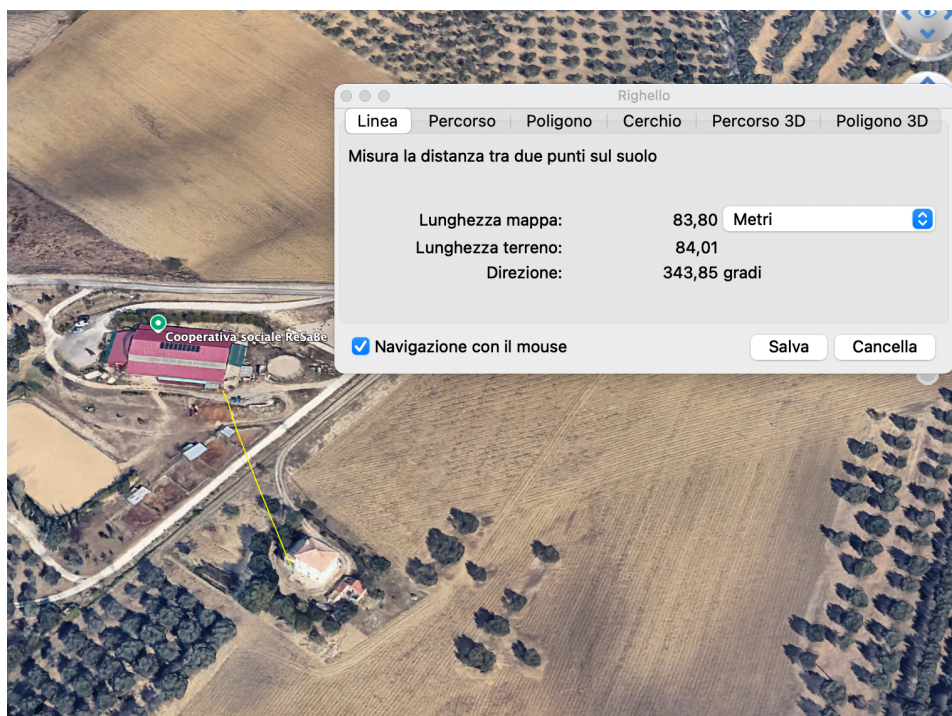 Righello
Linea Percorso Poligono Cerchio Percorso 3D Poligono 3D
Misura la distanza tra due punti sul suolo
Lunghezza mappa: 83,80 Metri
Lunghezza terreno: 84,01
Direzione: 343,85 gradi
Cooperativa sociale ReSaBe
Navigazione con il mouse Salva Cancella